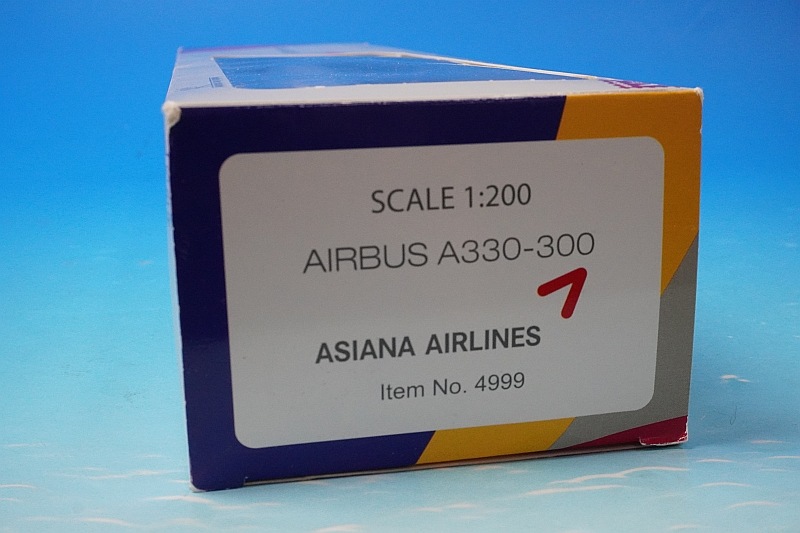 SCALE 1:200
AIRBUS A330-300
ASIANA AIRLINES
Item No. 4999